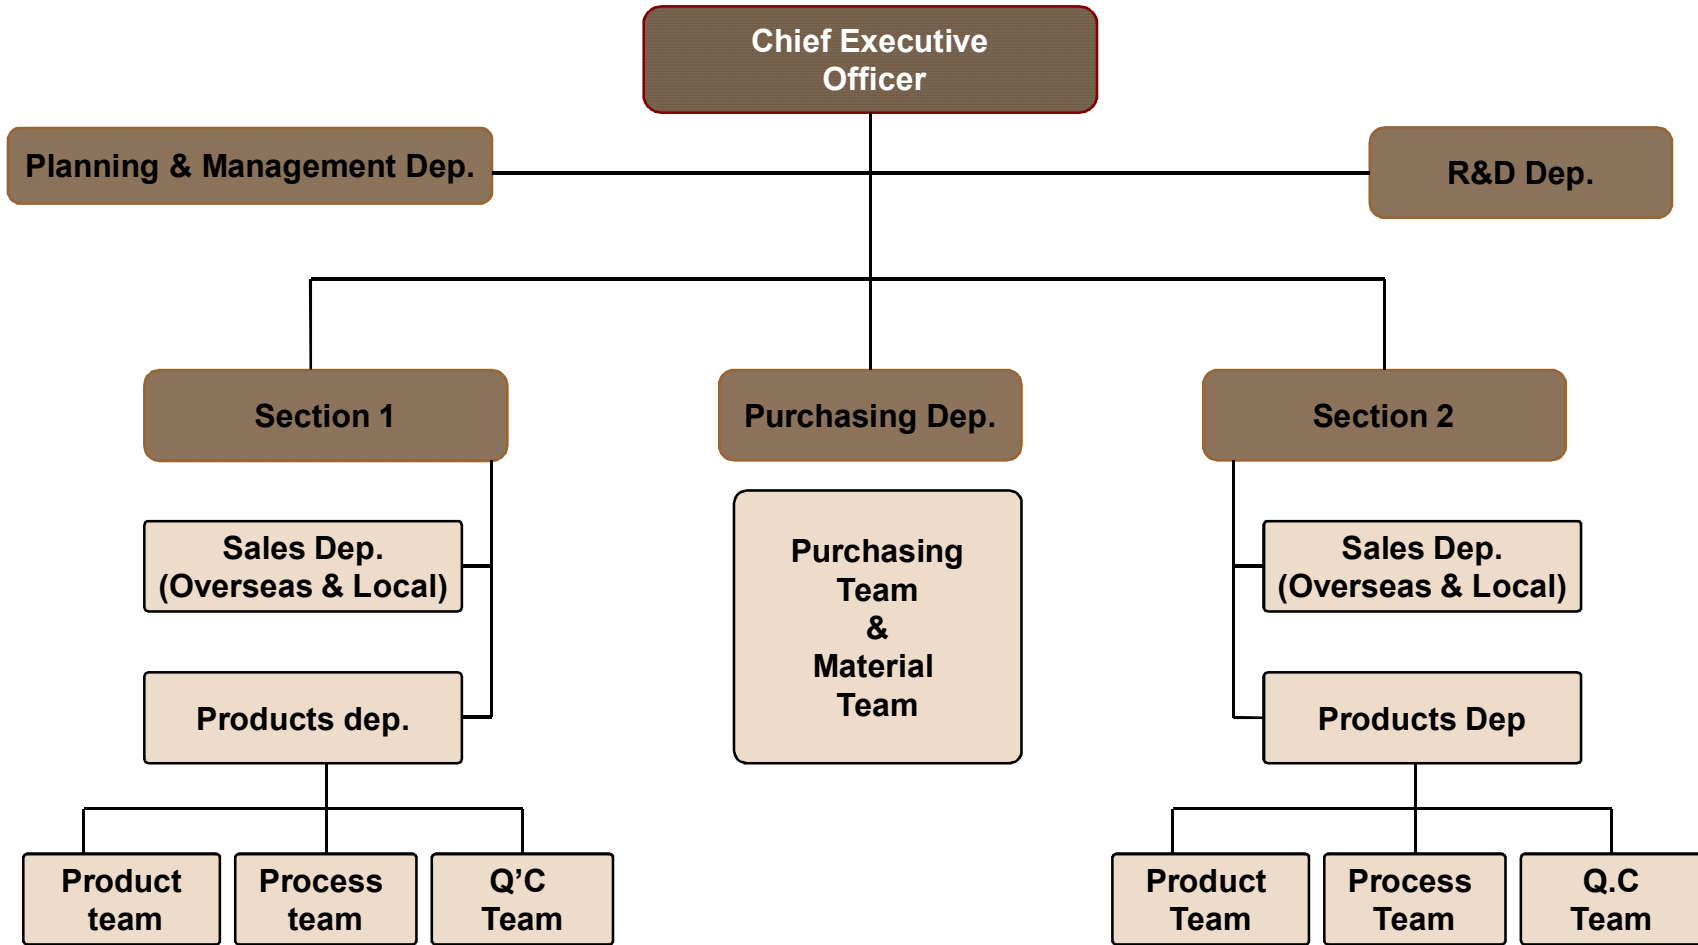 Chief Executive
Officer
Planning & Management Dep.
R&D Dep.
Section 1
Purchasing Dep.
Section 2
Sales Dep.
(Overseas & Local)
Purchasing
Team
&
Material
Team
Sales Dep.
(Overseas & Local)
Products dep.
Products Dep
Product
team
Process
team
Q’C
Team
Product
Team
Process
Team
Q.C
Team